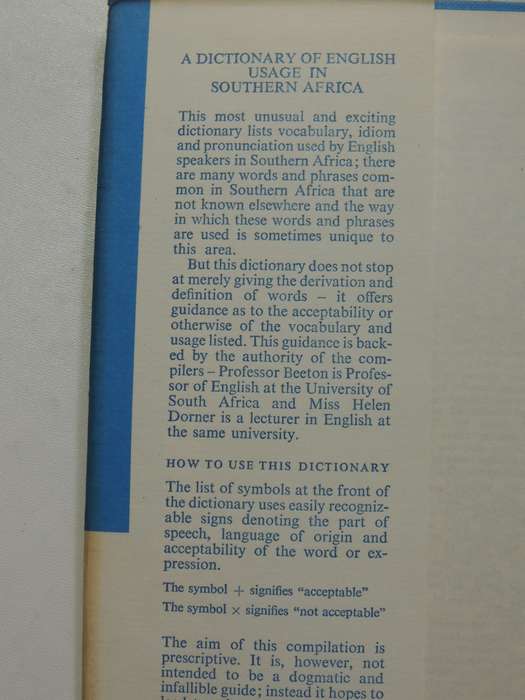 A DICTIONARY OF ENGLISH
USAGE IN
SOUTHERN AFRICA
This most unusual and exciting
dictionary lists vocabulary, idiom
and pronunciation used by English
speakers in Southern Africa; there
are many words and phrases com-
mon in Southern Africa that are
not known elsewhere and the way
in which these words and phrases
are used is sometimes unique to
this area.
But this dictionary does not stop
at merely giving the derivation and
definition of words – it offers
guidance as to the acceptability or
otherwise of the vocabulary and
usage listed. This guidance is back-
ed by the authority of the com-
pilers – Professor Beeton is Profes-
sor of English at the University of
South Africa and Miss Helen
Dorner is a lecturer in English at
the same university.
HOW TO USE THIS DICTIONARY
The list of symbols at the front of
the dictionary uses easily recogniz-
able signs denoting the part of
speech, language of origin and
acceptability of the word or ex-
pression.
The symbol + signifies “acceptable”
The symbol × signifies “not acceptable”
The aim of this compilation is
prescriptive. It is, however, not
intended to be a dogmatic and
infallible guide; instead it hopes to